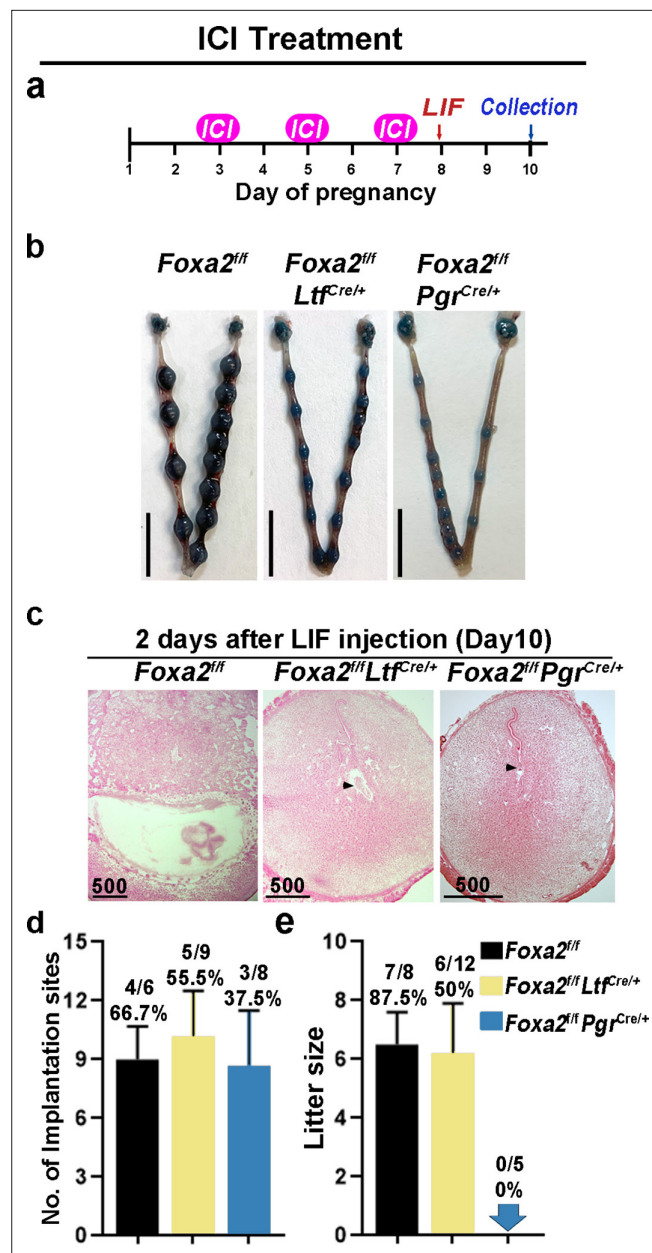 ICI Treatment
a
ICI ICI ICI LIF Collection
1 2 3 4 5 6 7 8 9 10
Day of pregnancy
b
Foxa2f/f Foxa2f/f Foxa2f/f
LtfCre/+ PgrCre/+
c
2 days after LIF injection (Day10)
Foxa2f/f Foxa2f/fLtfCre/+ Foxa2f/fPgrCre/+
500 500 500
d
15
12
9
6
3
0
No. of Implantation sites
4/6
66.7%
5/9
55.5%
3/8
37.5%
e
10
8
6
4
2
0
Litter size
7/8
87.5%
6/12
50%
0/5
0%
Foxa2f/f
Foxa2f/fLtfCre/+
Foxa2f/fPgrCre/+